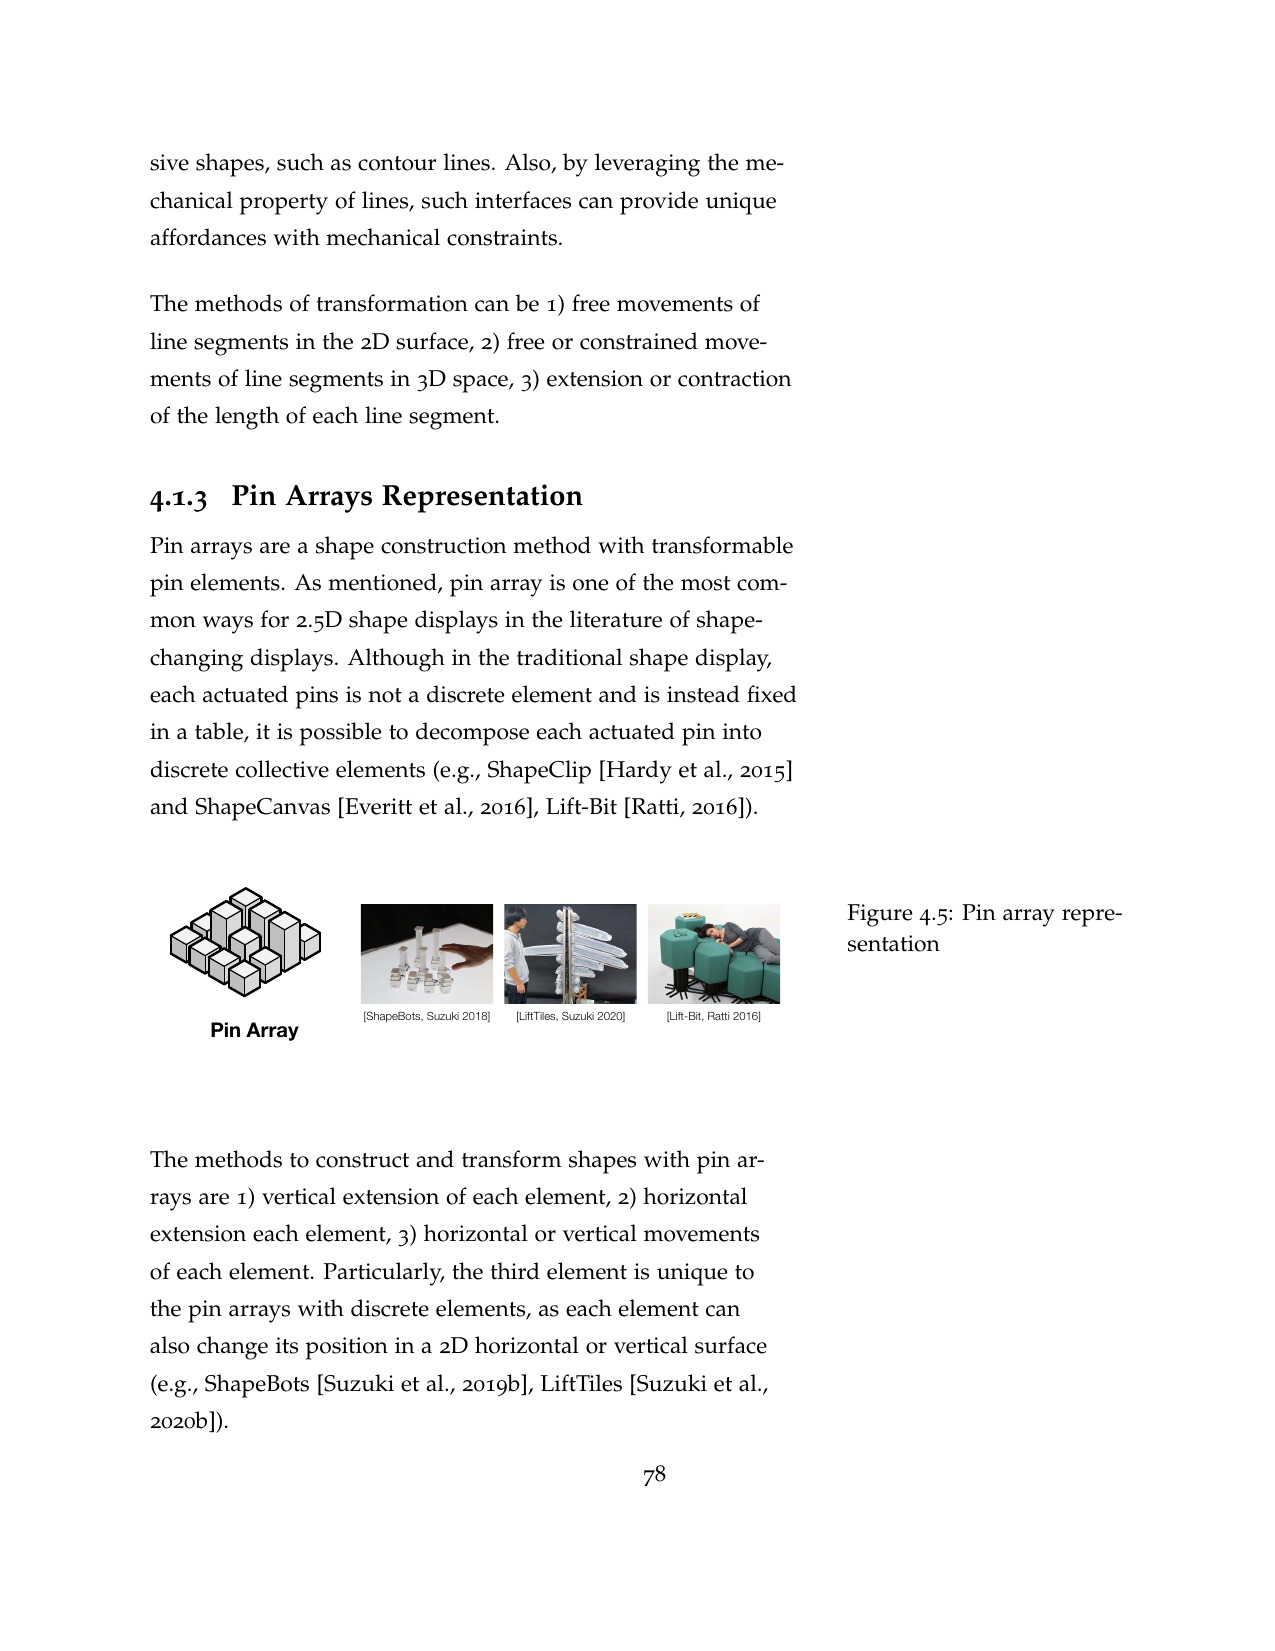 sive shapes, such as contour lines. Also, by leveraging the me-
chanical property of lines, such interfaces can provide unique
affordances with mechanical constraints.
The methods of transformation can be 1) free movements of
line segments in the 2D surface, 2) free or constrained move-
ments of line segments in 3D space, 3) extension or contraction
of the length of each line segment.
4.1.3 Pin Arrays Representation
Pin arrays are a shape construction method with transformable
pin elements. As mentioned, pin array is one of the most com-
mon ways for 2.5D shape displays in the literature of shape-
changing displays. Although in the traditional shape display,
each actuated pins is not a discrete element and is instead fixed
in a table, it is possible to decompose each actuated pin into
discrete collective elements (e.g., ShapeClip [Hardy et al., 2015]
and ShapeCanvas [Everitt et al., 2016], Lift-Bit [Ratti, 2016]).
Pin Array
[ShapeBots, Suzuki 2018]
[LiftTiles, Suzuki 2020]
[Lift-Bit, Ratti 2016]
Figure 4.5: Pin array repre-
sentation
The methods to construct and transform shapes with pin ar-
rays are 1) vertical extension of each element, 2) horizontal
extension each element, 3) horizontal or vertical movements
of each element. Particularly, the third element is unique to
the pin arrays with discrete elements, as each element can
also change its position in a 2D horizontal or vertical surface
(e.g., ShapeBots [Suzuki et al., 2019b], LiftTiles [Suzuki et al.,
2020b]).
78